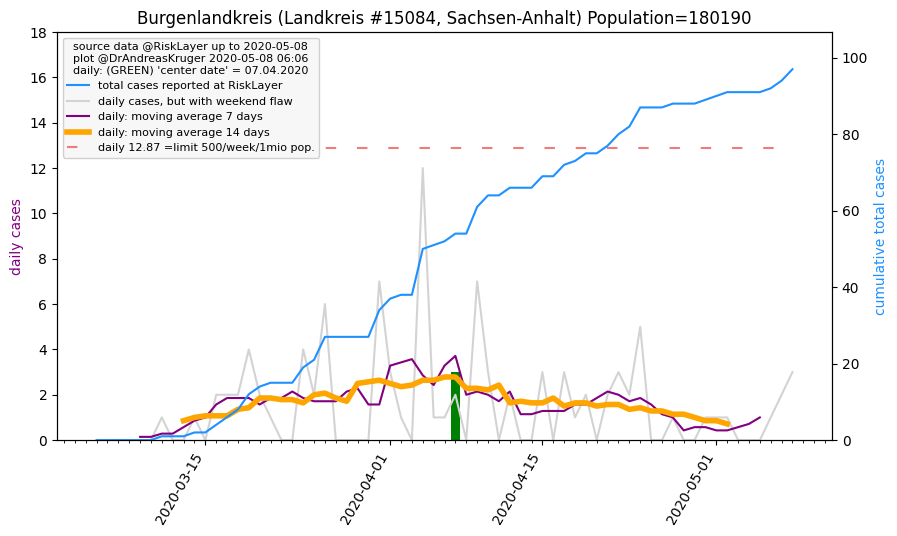 Burgenlandkreis (Landkreis #15084, Sachsen-Anhalt) Population=180190
source data @RiskLayer up to 2020-05-08
plot @DrAndreasKruger 2020-05-08 06:06
daily: (GREEN) 'center date' = 07.04.2020
total cases reported at RiskLayer
daily cases, but with weekend flaw
daily: moving average 7 days
daily: moving average 14 days
daily 12.87 =limit 500/week/1mio pop.
daily cases
18
16
14
12
10
8
6
4
2
0
100
80
60
40
20
0
cumulative total cases
2020-03-15
2020-04-01
2020-04-15
2020-05-01